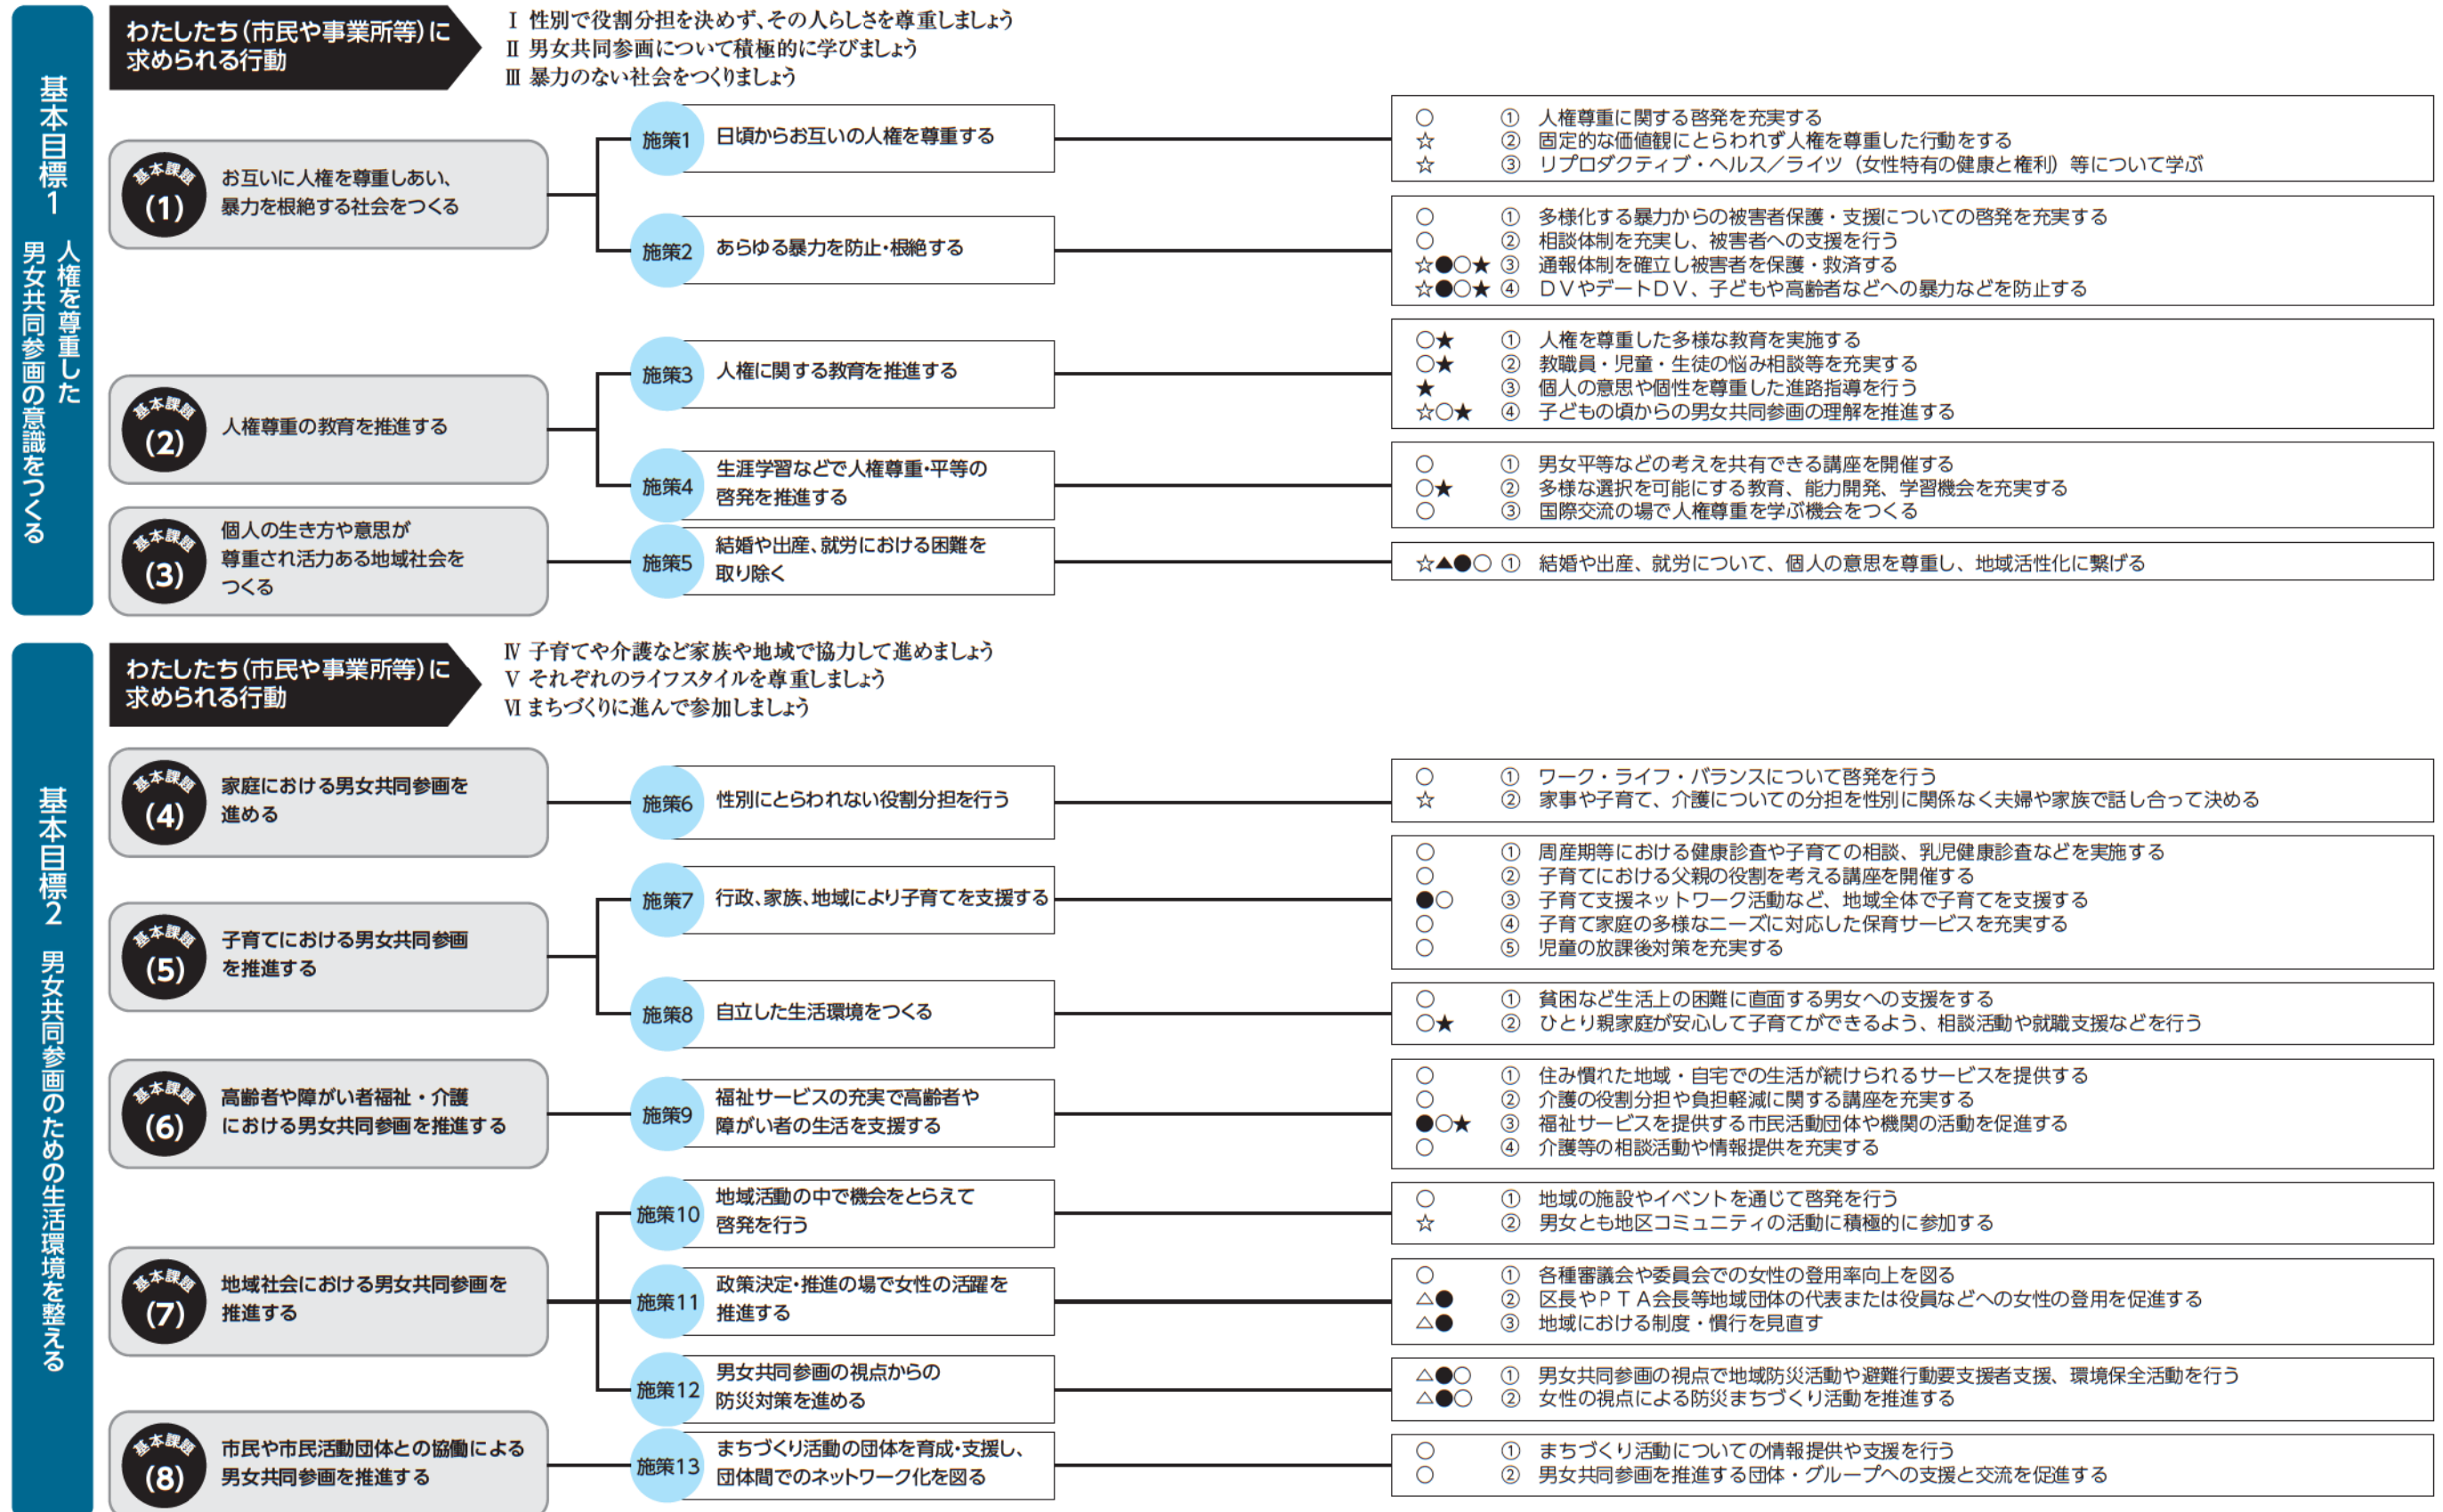 基本目標1 人権を尊重した
男女共同参画の意識をつくる
わたしたち（市民や事業所等）に
求められる行動
Ⅰ 性別で役割分担を決めず、その人らしさを尊重しましょう
Ⅱ 男女共同参画について積極的に学びましょう
Ⅲ 暴力のない社会をつくりましょう
基本課題
(1)
お互いに人権を尊重しあい、
暴力を根絶する社会をつくる
施策1 日頃からお互いの人権を尊重する
○ ① 人権尊重に関する啓発を充実する
☆ ② 固定的な価値観にとらわれず人権を尊重した行動をする
☆ ③ リプロダクティブ・ヘルス／ライツ（女性特有の健康と権利）等について学ぶ
施策2 あらゆる暴力を防止・根絶する
○ ① 多様化する暴力からの被害者保護・支援についての啓発を充実する
○ ② 相談体制を充実し、被害者への支援を行う
☆●○★ ③ 通報体制を確立し被害者を保護・救済する
☆●○★ ④ ＤＶやデートＤＶ、子どもや高齢者などへの暴力などを防止する
基本課題
(2)
人権尊重の教育を推進する
施策3 人権に関する教育を推進する
○★ ① 人権を尊重した多様な教育を実施する
○★ ② 教職員・児童・生徒の悩み相談等を充実する
★ ③ 個人の意思や個性を尊重した進路指導を行う
☆○★ ④ 子どもの頃からの男女共同参画の理解を推進する
施策4 生涯学習などで人権尊重・平等の
啓発を推進する
○ ① 男女平等などの考えを共有できる講座を開催する
○★ ② 多様な選択を可能にする教育、能力開発、学習機会を充実する
○ ③ 国際交流の場で人権尊重を学ぶ機会をつくる
基本課題
(3)
個人の生き方や意思が
尊重され活力ある地域社会を
つくる
施策5 結婚や出産、就労における困難を
取り除く
☆▲●○ ① 結婚や出産、就労について、個人の意思を尊重し、地域活性化に繋げる
基本目標2 男女共同参画のための生活環境を整える
わたしたち（市民や事業所等）に
求められる行動
Ⅳ 子育てや介護など家族や地域で協力して進めましょう
Ⅴ それぞれのライフスタイルを尊重しましょう
Ⅵ まちづくりに進んで参加しましょう
基本課題
(4)
家庭における男女共同参画を
進める
施策6 性別にとらわれない役割分担を行う
○ ① ワーク・ライフ・バランスについて啓発を行う
☆ ② 家事や子育て、介護についての分担を性別に関係なく夫婦や家族で話し合って決める
基本課題
(5)
子育てにおける男女共同参画
を推進する
施策7 行政、家族、地域により子育てを支援する
○ ① 周産期等における健康診査や子育ての相談、乳児健康診査などを実施する
○ ② 子育てにおける父親の役割を考える講座を開催する
●○ ③ 子育て支援ネットワーク活動など、地域全体で子育てを支援する
○ ④ 子育て家庭の多様なニーズに対応した保育サービスを充実する
○ ⑤ 児童の放課後対策を充実する
施策8 自立した生活環境をつくる
○ ① 貧困など生活上の困難に直面する男女への支援をする
○★ ② ひとり親家庭が安心して子育てができるよう、相談活動や就職支援などを行う
基本課題
(6)
高齢者や障がい者福祉・介護
における男女共同参画を推進する
施策9 福祉サービスの充実で高齢者や
障がい者の生活を支援する
○ ① 住み慣れた地域・自宅での生活が続けられるサービスを提供する
○ ② 介護の役割分担や負担軽減に関する講座を充実する
●○★ ③ 福祉サービスを提供する市民活動団体や機関の活動を促進する
○ ④ 介護等の相談活動や情報提供を充実する
基本課題
(7)
地域社会における男女共同参画を
推進する
施策10 地域活動の中で機会をとらえて
啓発を行う
○ ① 地域の施設やイベントを通じて啓発を行う
☆ ② 男女とも地区コミュニティの活動に積極的に参加する
施策11 政策決定・推進の場で女性の活躍を
推進する
○ ① 各種審議会や委員会での女性の登用率向上を図る
△● ② 区長やＰＴＡ会長等地域団体の代表または役員などへの女性の登用を促進する
△● ③ 地域における制度・慣行を見直す
施策12 男女共同参画の視点からの
防災対策を進める
△●○ ① 男女共同参画の視点で地域防災活動や避難行動要支援者支援、環境保全活動を行う
△●○ ② 女性の視点による防災まちづくり活動を推進する
基本課題
(8)
市民や市民活動団体との協働による
男女共同参画を推進する
施策13 まちづくり活動の団体を育成・支援し、
団体間でのネットワーク化を図る
○ ① まちづくり活動についての情報提供や支援を行う
○ ② 男女共同参画を推進する団体・グループへの支援と交流を促進する